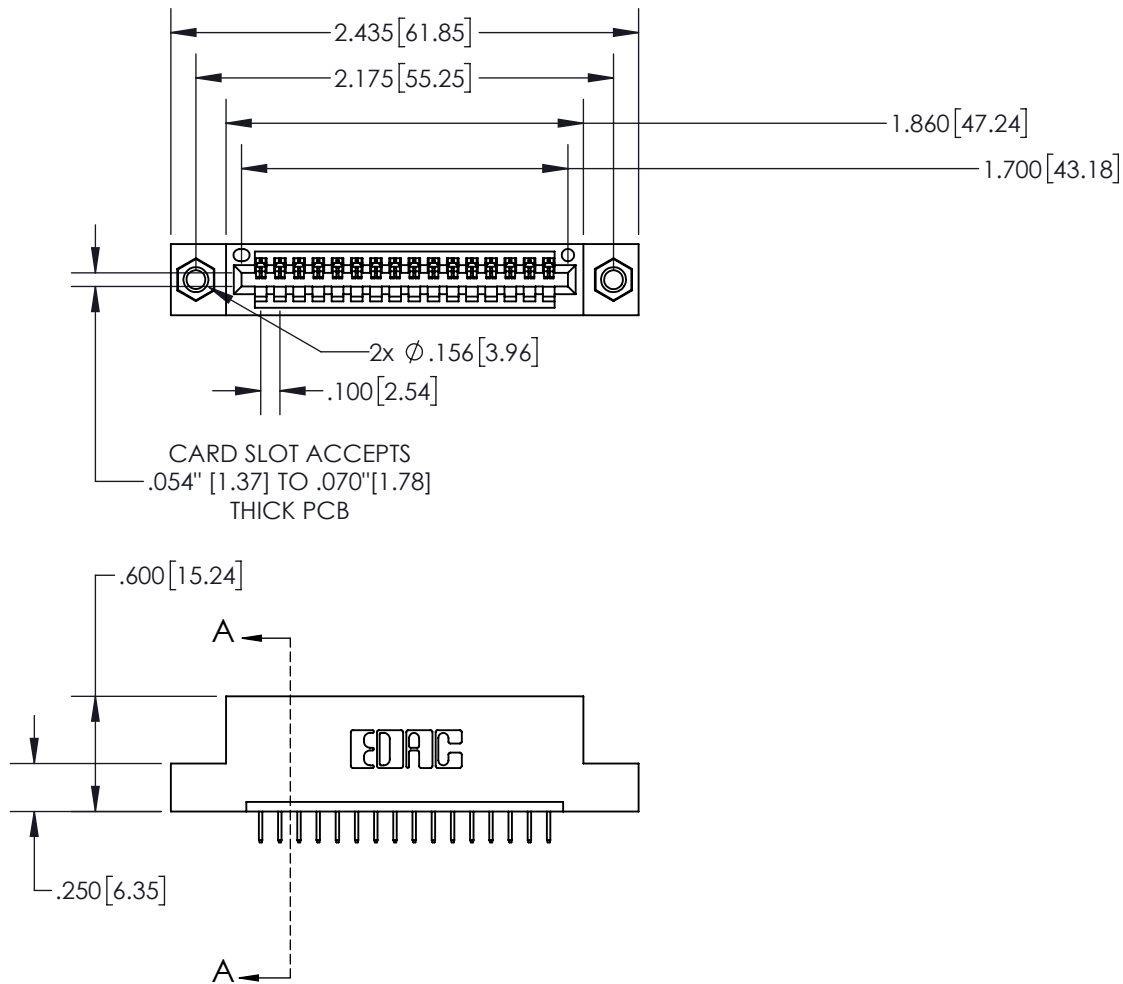 2.435[61.85]
2.175[55.25]
1.860[47.24]
1.700[43.18]
2x ⌀.156[3.96]
.100[2.54]
CARD SLOT ACCEPTS
.054" [1.37] TO .070"[1.78]
THICK PCB
.600[15.24]
A
EDAC
.250[6.35]
A